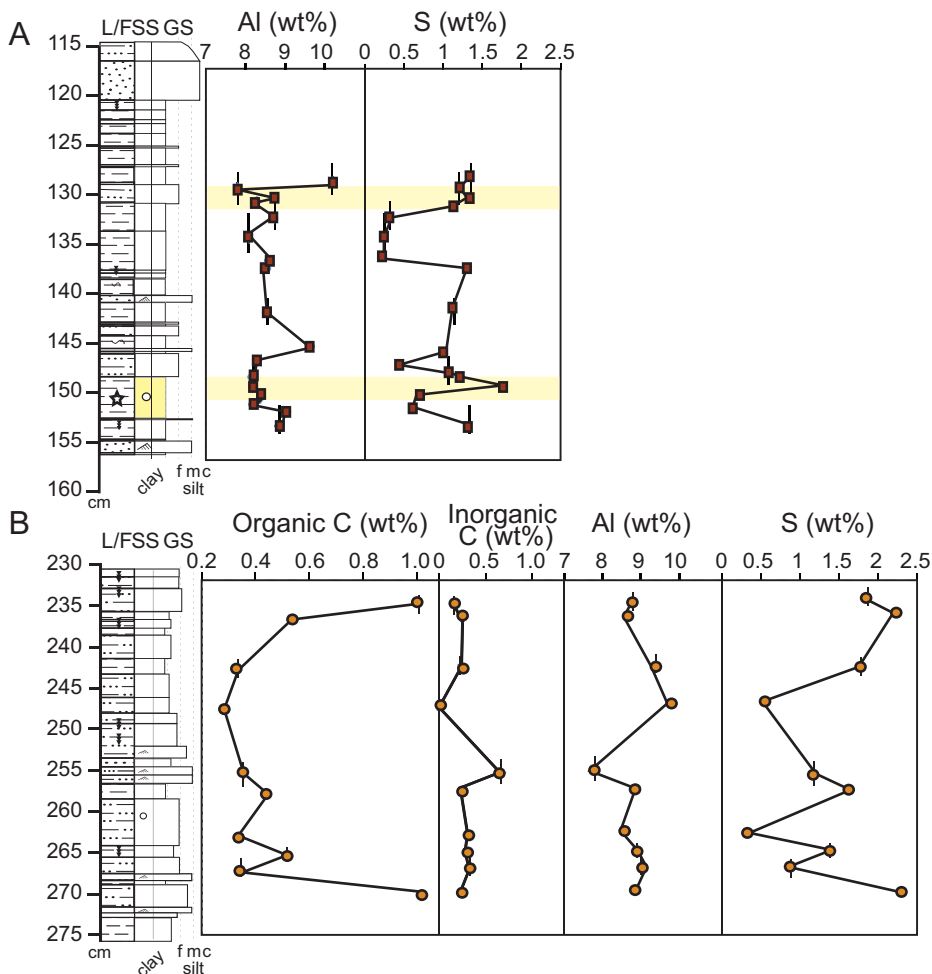 A
L/F SS GS
Al (wt%)
S (wt%)
7 8 9 10 0 0.5 1 1.5 2 2.5
115
120
125
130
135
140
145
150
155
160
cm
clay
f m c
silt
B
L/F SS GS
Organic C (wt%)
Inorganic
C (wt%)
Al (wt%)
S (wt%)
0.2 0.4 0.6 0.8 1.0 0 0.5 1.0 7 8 9 10 0 0.5 1 1.5 2 2.5
230
235
240
245
250
255
260
265
270
275
cm
clay
f m c
silt